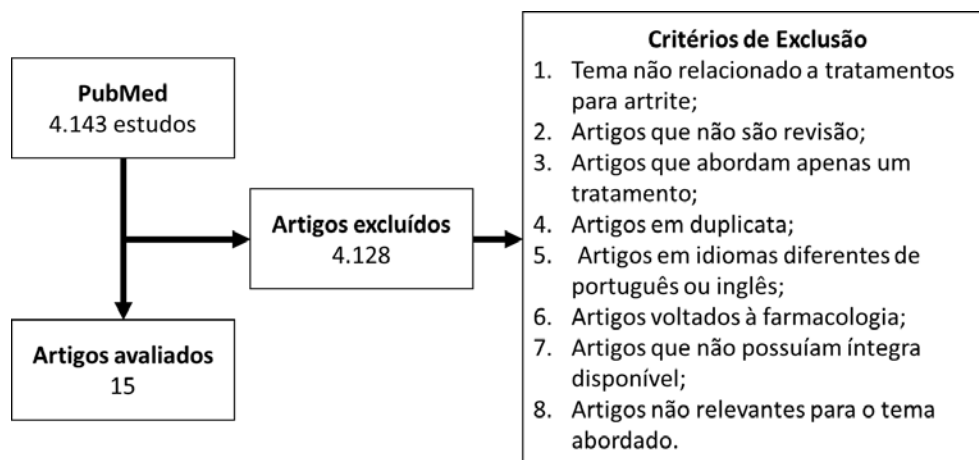 PubMed
4.143 estudos
Artigos excluídos
4.128
Artigos avaliados
15
Critérios de Exclusão
1. Tema não relacionado a tratamentos
para artrite;
2. Artigos que não são revisão;
3. Artigos que abordam apenas um
tratamento;
4. Artigos em duplicata;
5. Artigos em idiomas diferentes de
português ou inglês;
6. Artigos voltados à farmacologia;
7. Artigos que não possuíam íntegra
disponível;
8. Artigos não relevantes para o tema
abordado.